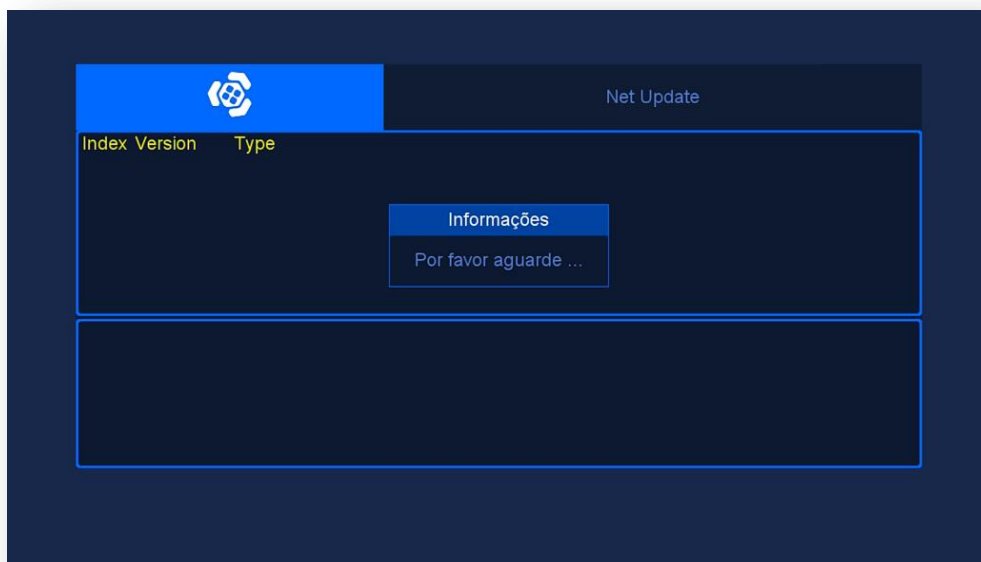 Net Update
Index Version Type
Informações
Por favor aguarde ...